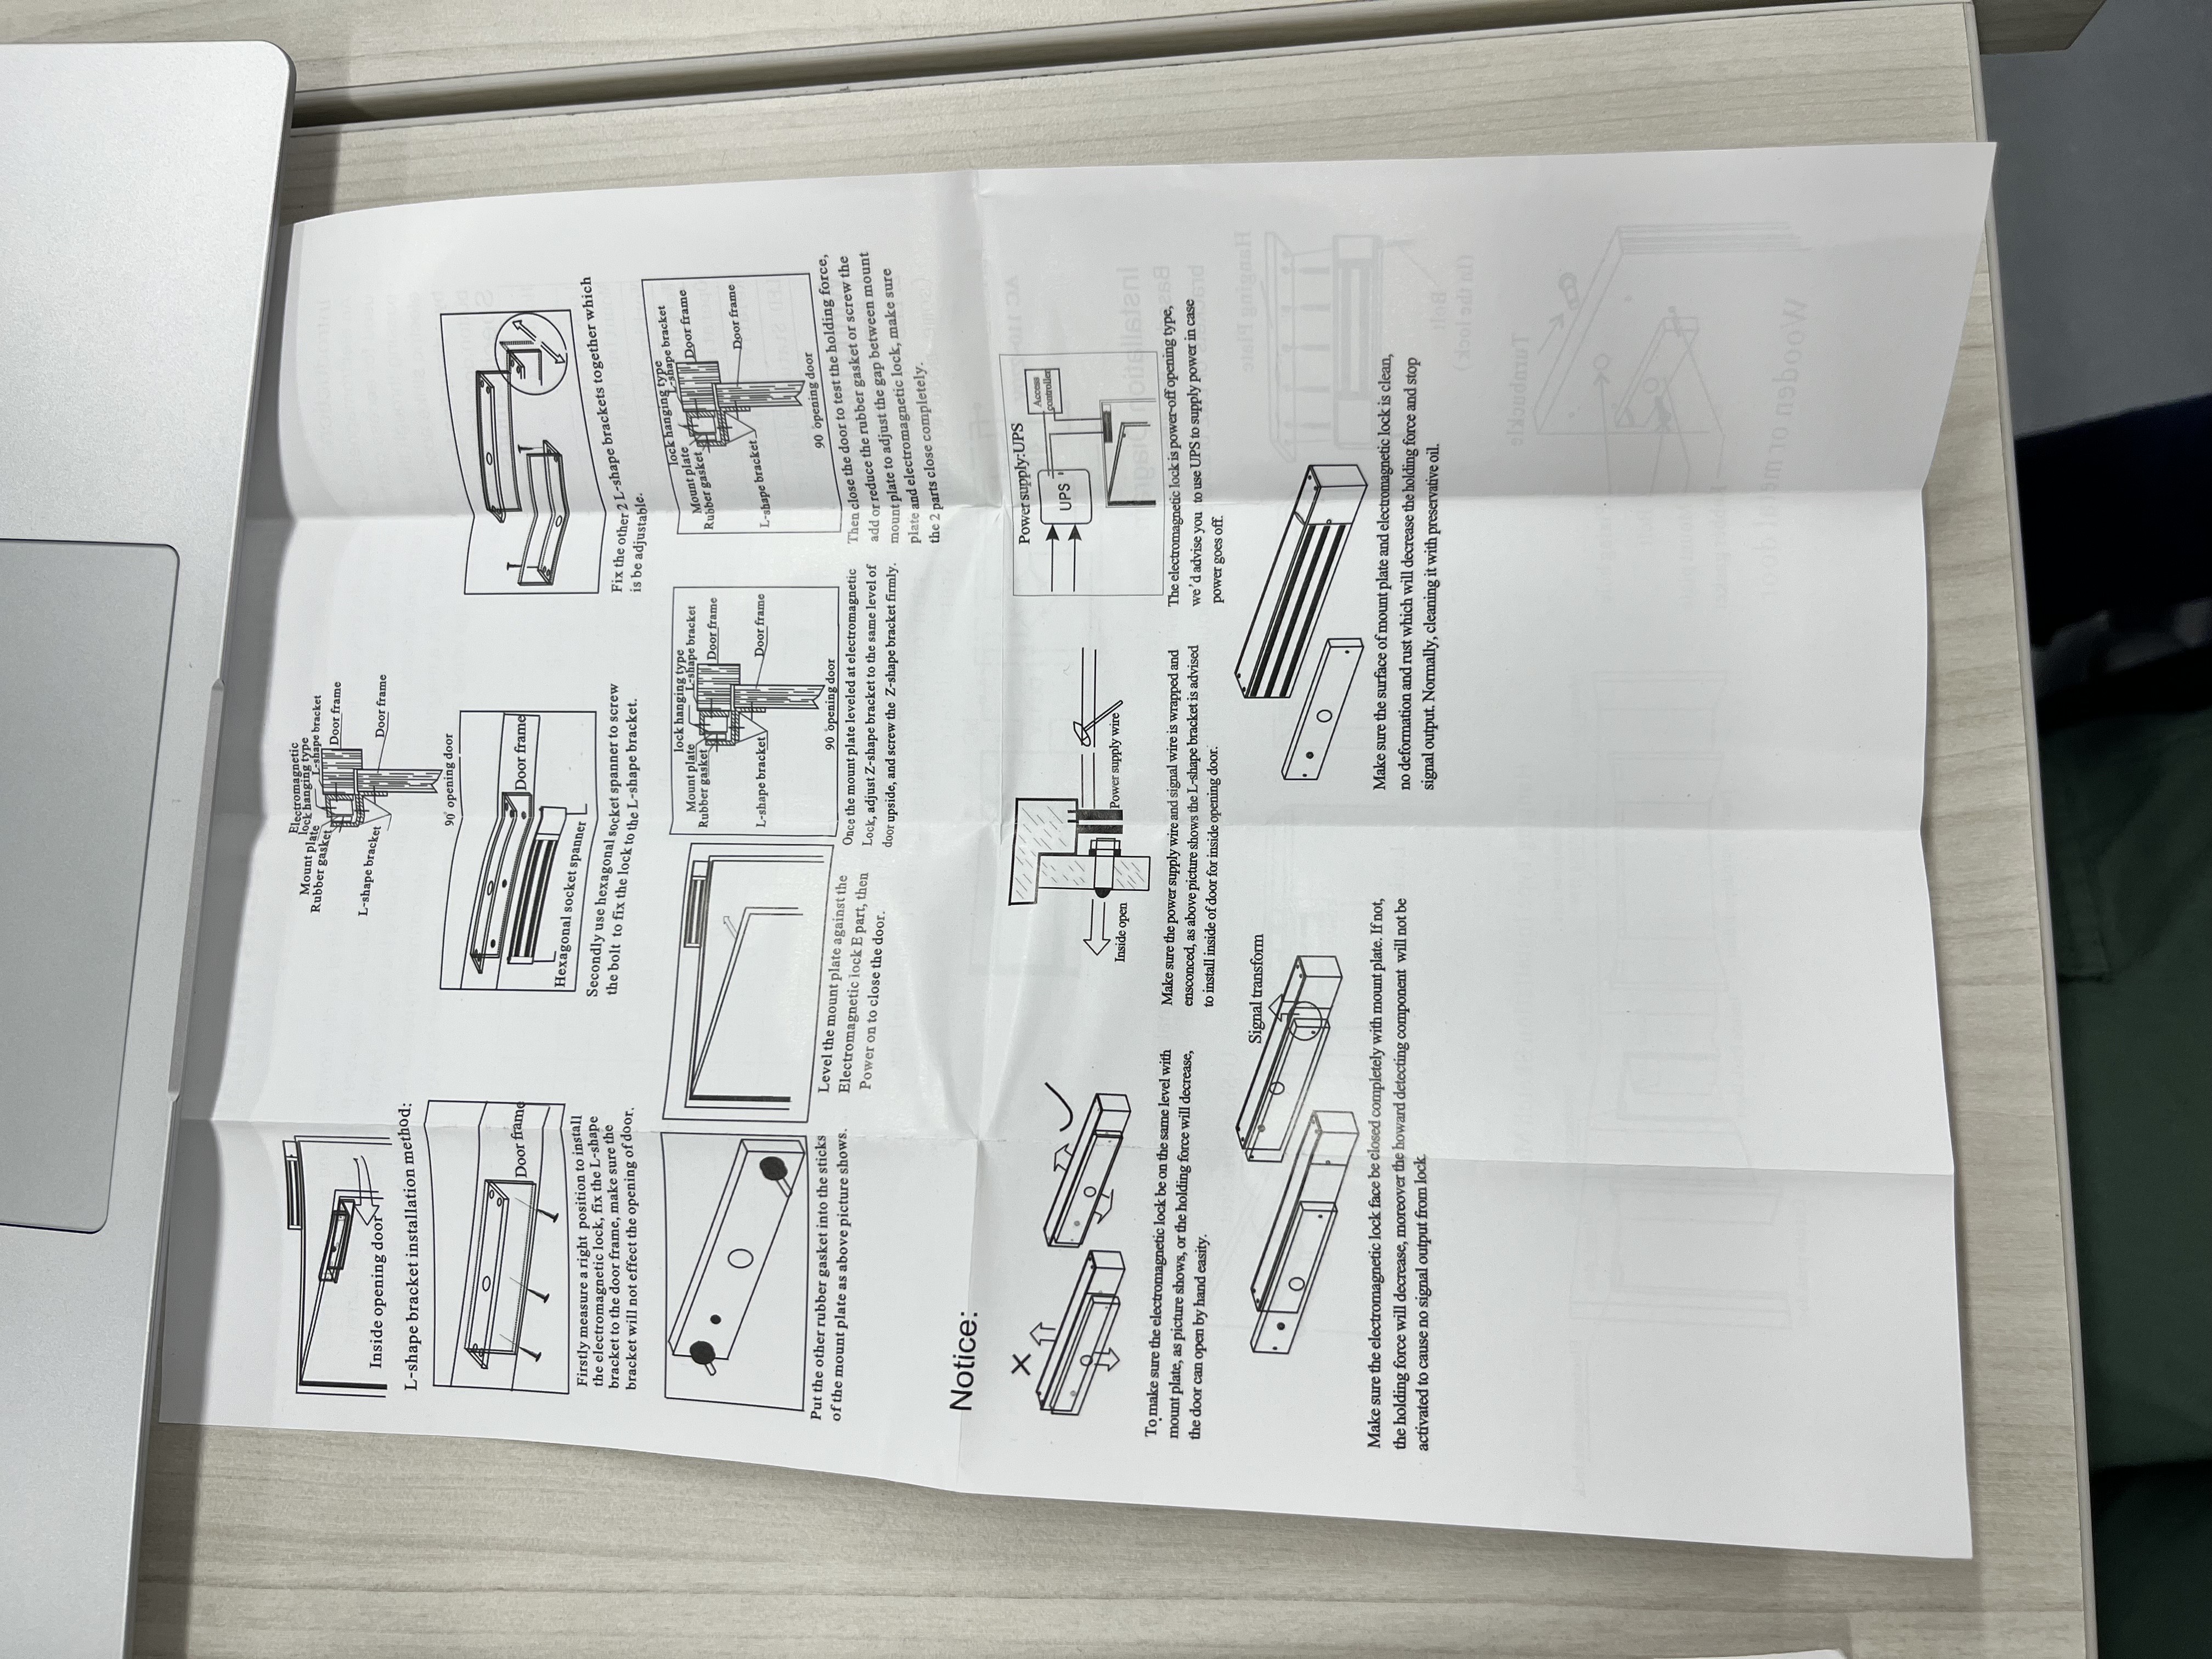 Inside opening door
L-shape bracket installation method:
Electromagnetic
lock hanging type
Mount plate
Rubber gasket
L-shape bracket
Door frame
L-shape bracket
Door frame
90° opening door
Door frame
Firstly measure a right position to install
the electromagnetic lock, fix the L-shape
bracket to the door frame, make sure the
bracket will not effect the opening of door.
Door frame
Hexagonal socket spanner
Secondly use hexagonal socket spanner to screw
the bolt to fix the lock to the L-shape bracket.
Fix the other 2 L-shape brackets together which
is be adjustable.
Put the other rubber gasket into the sticks
of the mount plate as above picture shows.
Level the mount plate against the
Electromagnetic lock E part, then
Power on to close the door.
lock hanging type
Mount plate
L-shape bracket
Rubber gasket
Door frame
L-shape bracket
Door frame
90 opening door
Once the mount plate leveled at electromagnetic
Lock, adjust Z-shape bracket to the same level of
door upside, and screw the Z-shape bracket firmly.
lock hanging type
Mount plate
L-shape bracket
Rubber gasket
Door frame
L-shape bracket
Door frame
90 opening door
Then close the door to test the holding force,
add or reduce the rubber gasket or screw the
mount plate to adjust the gap between mount
plate and electromagnetic lock, make sure
the 2 parts close completely.
Notice:
To make sure the electromagnetic lock be on the same level with
mount plate, as picture shows, or the holding force will decrease,
the door can open by hand easity.
Inside open
Power supply wire
Make sure the power supply wire and signal wire is wrapped and
ensconced, as above picture shows the L-shape bracket is advised
to install inside of door for inside opening door.
Power supply:UPS
UPS
Access
controller
The electromagnetic lock is power-off opening type,
we'd advise you to use UPS to supply power in case
power goes off.
Signal transform
Make sure the electromagnetic lock face be closed completely with mount plate. If not,
the holding force will decrease, moreover the howard detecting component will not be
activated to cause no signal output from lock.
Make sure the surface of mount plate and electromagnetic lock is clean,
no deformation and rust which will decrease the holding force and stop
signal output. Normally, cleaning it with preservative oil.